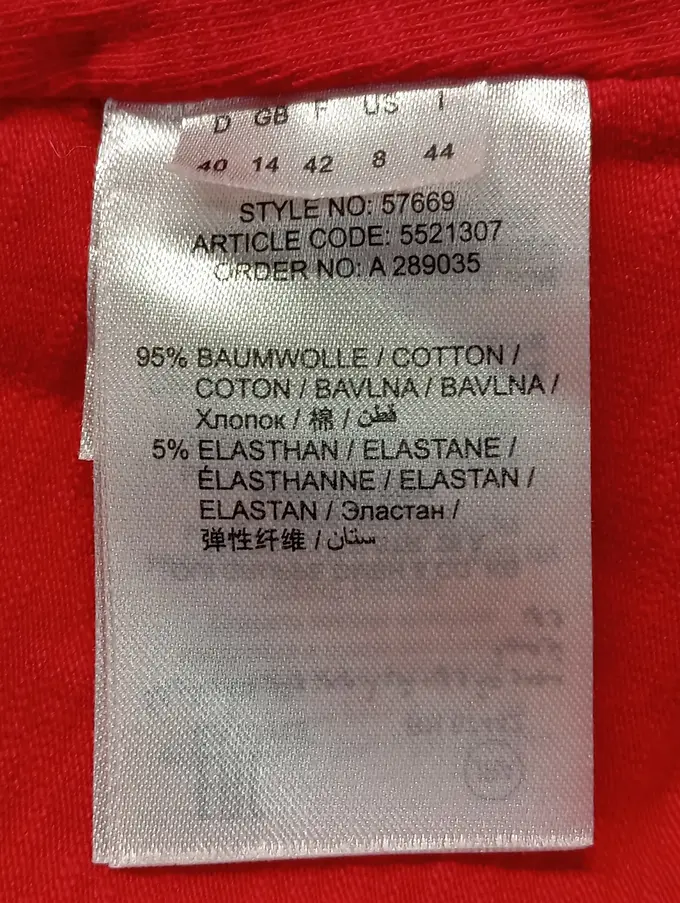 D GB F US I
40 14 42 8 44
STYLE NO: 57669
ARTICLE CODE: 5521307
ORDER NO: A 289035
95% BAUMWOLLE / COTTON /
COTON / BAVLNA / BAVLNA /
Хлопок / 棉 / قطن
5% ELASTHAN / ELASTANE /
ÉLASTHANNE / ELASTAN /
ELASTAN / Эластан /
弹性纤维 / ستان